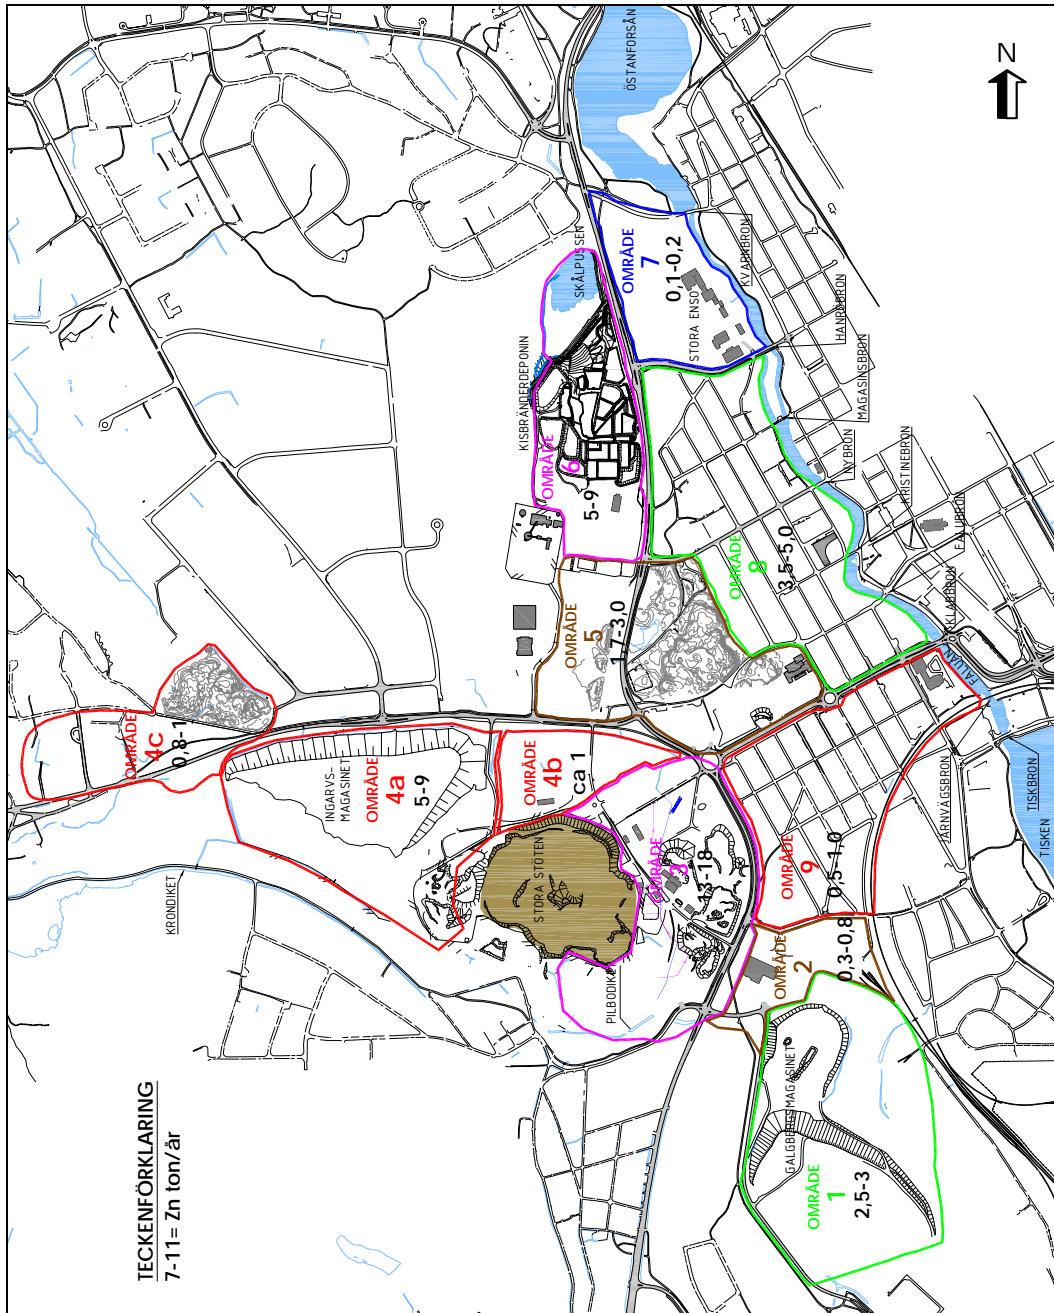 N
ÖSTANFORSÅN
SKÅLPUSSEN
OMRÅDE
7
0,1-0,2
STORA ENSO
KVARNBRON
HANRÖBRON
MAGASINSBRON
NYBRON
KRISTINEBRON
FALUBRON
KLABBRON
FALUÅN
TISKBRON
TISKEN
JÄRNVÄGSBRON
KISBRÄNDERDEPONIN
OMRÅDE
6
5-9
OMRÅDE
8
3,5-5,0
OMRÅDE
5
1,7-3,0
OMRÅDE
4c
0,8-1
INGARVS-
MAGASINET
OMRÅDE
4a
5-9
OMRÅDE
4b
ca 1
STORA STÖTEN
KRONDIKET
OMRÅDE
3
-18
PILBODIKET
OMRÅDE
9
0,5-1,0
OMRÅDE
2
0,3-0,8
GALGBERGSMAGASINET
OMRÅDE
1
2,5-3
TECKENFÖRKLARING
7-11= Zn ton/år